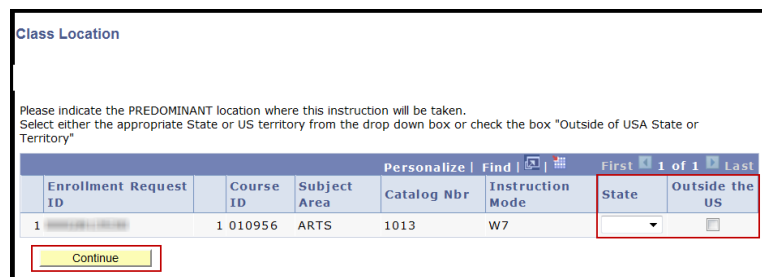 Class Location
Please indicate the PREDOMINANT location where this instruction will be taken.
Select either the appropriate State or US territory from the drop down box or check the box "Outside of USA State or
Territory"
Personalize | Find | | First 1 of 1 Last
Enrollment Request ID Course ID Subject Area Catalog Nbr Instruction Mode State Outside the US
1 1 010956 ARTS 1013 W7
Continue